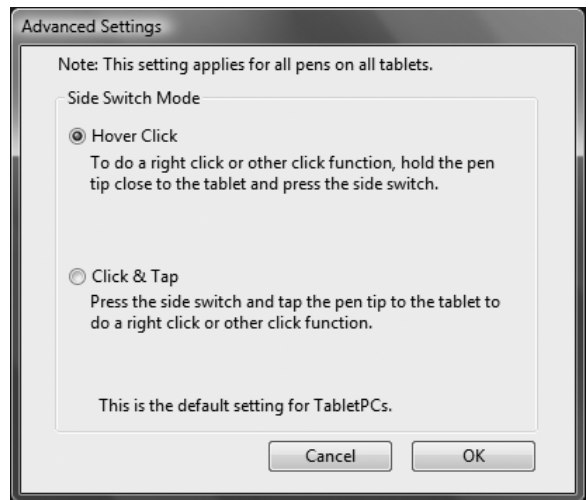 Advanced Settings
Note: This setting applies for all pens on all tablets.
Side Switch Mode
Hover Click
To do a right click or other click function, hold the pen
tip close to the tablet and press the side switch.
Click & Tap
Press the side switch and tap the pen tip to the tablet to
do a right click or other click function.
This is the default setting for TabletPCs.
Cancel OK